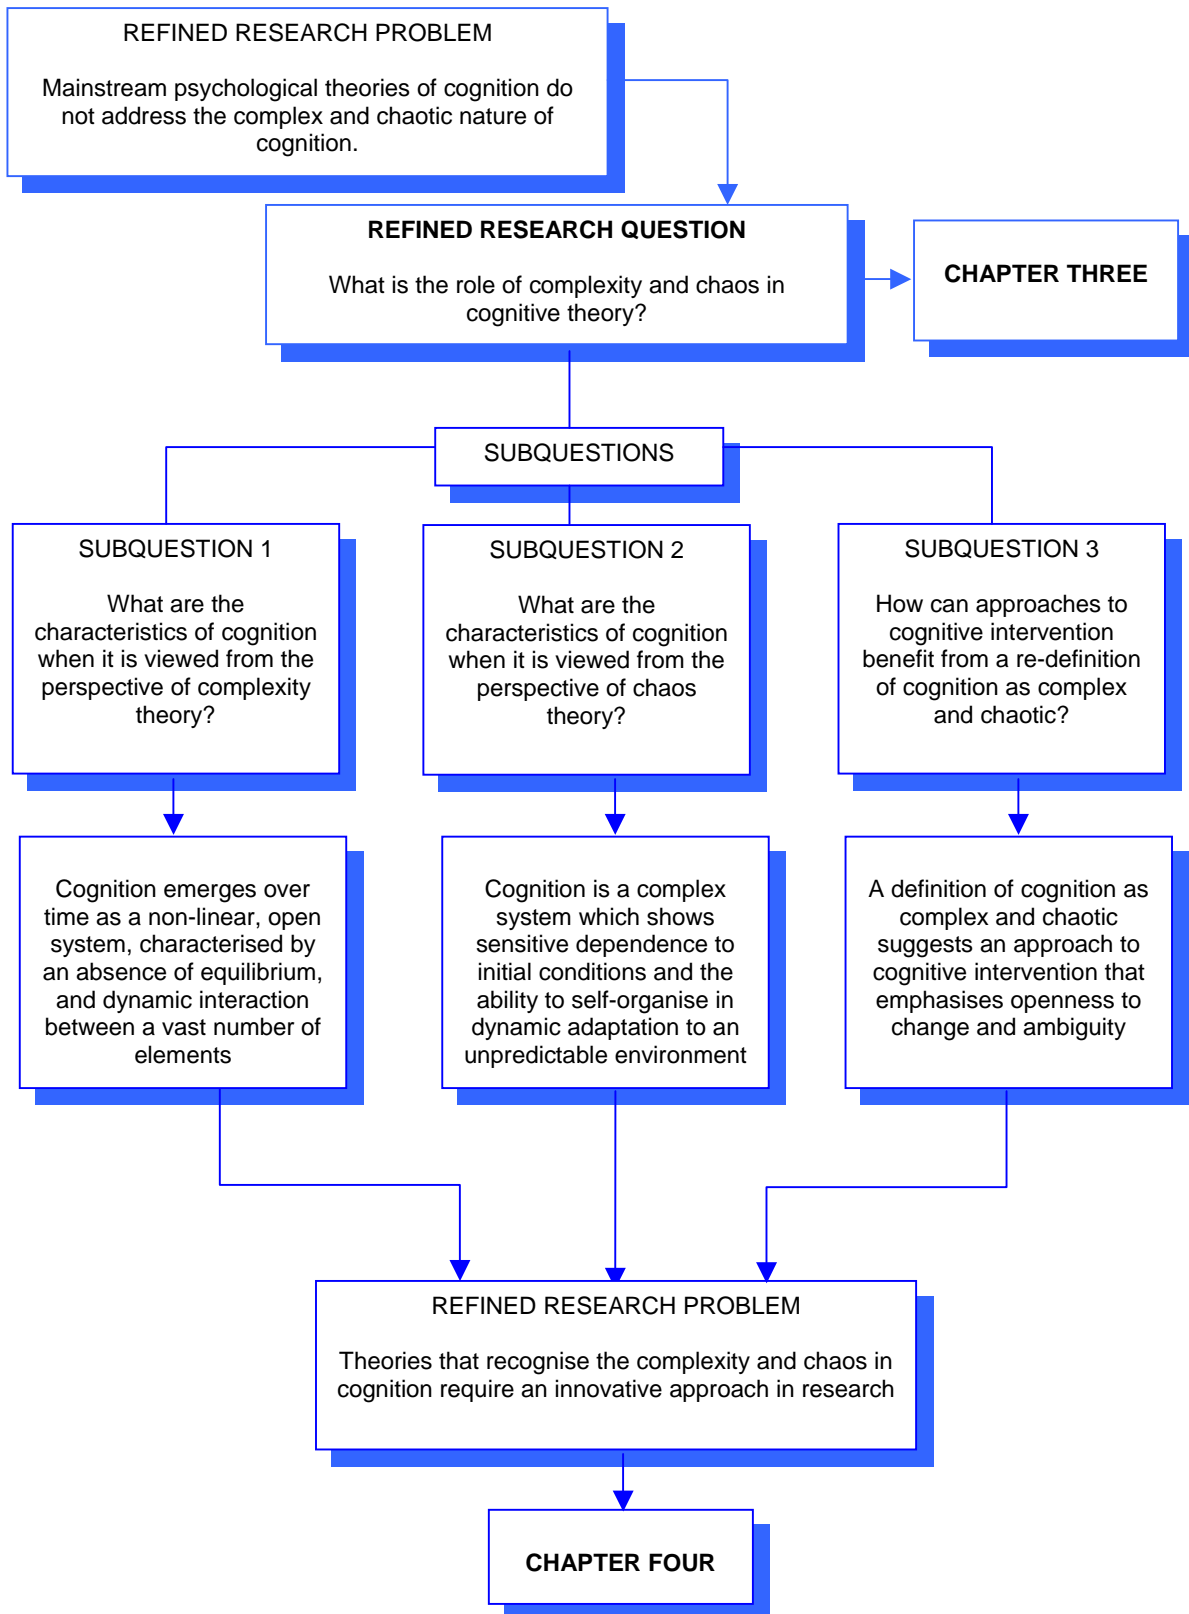 REFINED RESEARCH PROBLEM
Mainstream psychological theories of cognition do
not address the complex and chaotic nature of
cognition.
REFINED RESEARCH QUESTION
What is the role of complexity and chaos in
cognitive theory?
CHAPTER THREE
SUBQUESTIONS
SUBQUESTION 1
What are the
characteristics of cognition
when it is viewed from the
perspective of complexity
theory?
SUBQUESTION 2
What are the
characteristics of cognition
when it is viewed from the
perspective of chaos
theory?
SUBQUESTION 3
How can approaches to
cognitive intervention
benefit from a re-definition
of cognition as complex
and chaotic?
Cognition emerges over
time as a non-linear, open
system, characterised by
an absence of equilibrium,
and dynamic interaction
between a vast number of
elements
Cognition is a complex
system which shows
sensitive dependence to
initial conditions and the
ability to self-organise in
dynamic adaptation to an
unpredictable environment
A definition of cognition as
complex and chaotic
suggests an approach to
cognitive intervention that
emphasises openness to
change and ambiguity
REFINED RESEARCH PROBLEM
Theories that recognise the complexity and chaos in
cognition require an innovative approach in research
CHAPTER FOUR